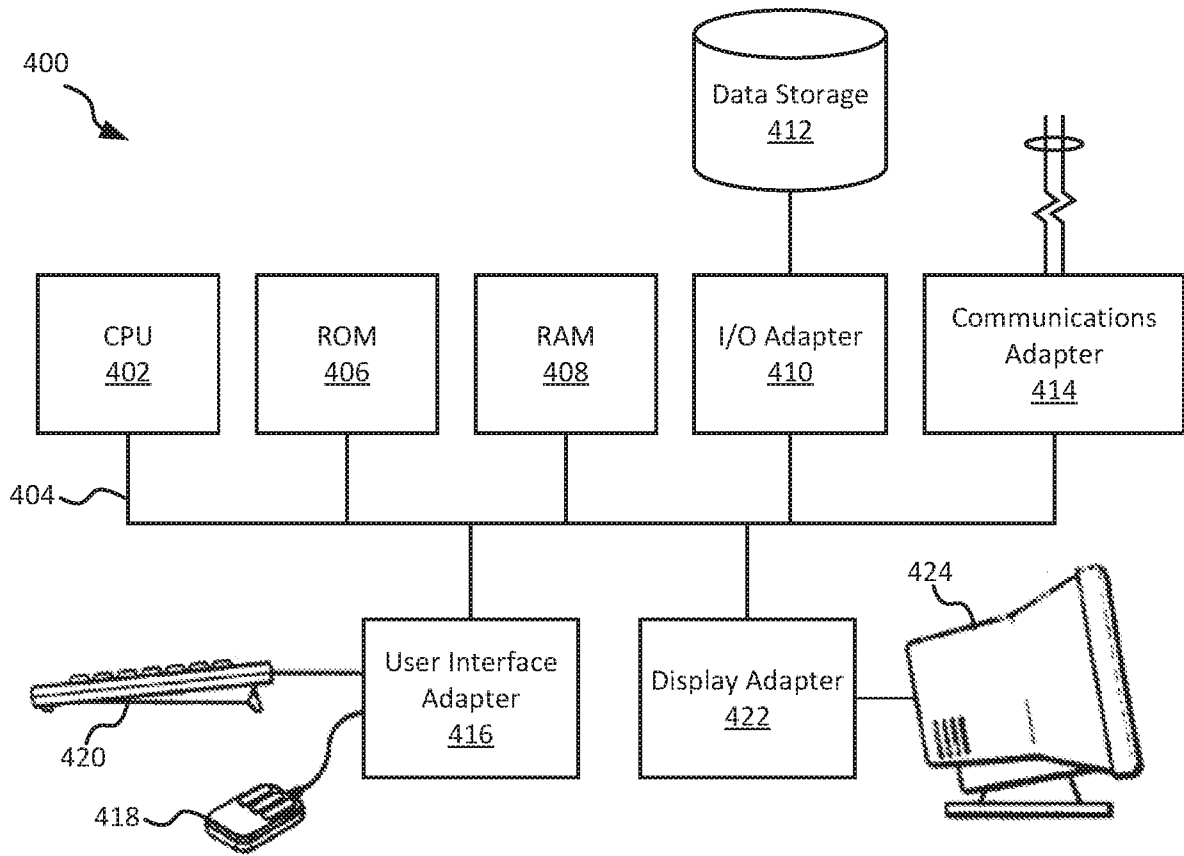 400
Data Storage
412
CPU
402
ROM
406
RAM
408
I/O Adapter
410
Communications
Adapter
414
404
424
User Interface
Adapter
416
Display Adapter
422
420
418